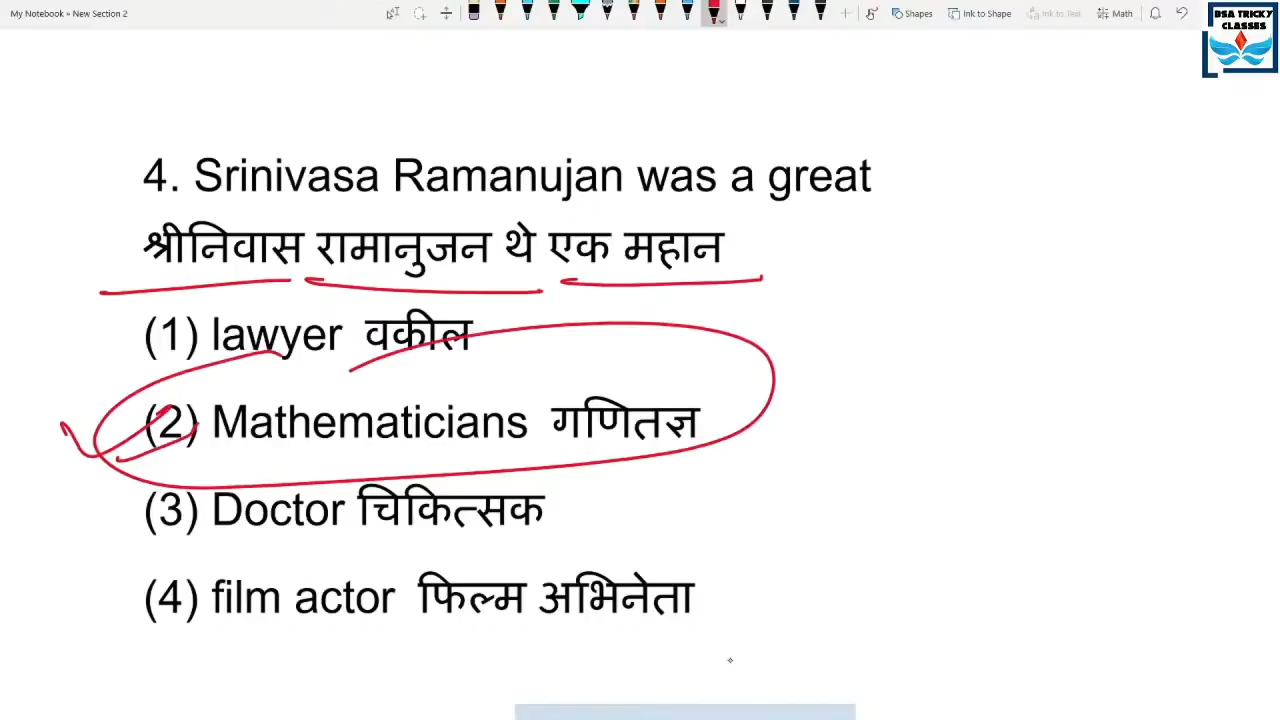 My Notebook » New Section 2
Shapes
Ink to Shape
Ink to Text
Math
BSA TRICKY
CLASSES
4. Srinivasa Ramanujan was a great
श्रीनिवास रामानुजन थे एक महान
(1) lawyer वकील
(2) Mathematicians गणितज्ञ
(3) Doctor चिकित्सक
(4) film actor फिल्म अभिनेता